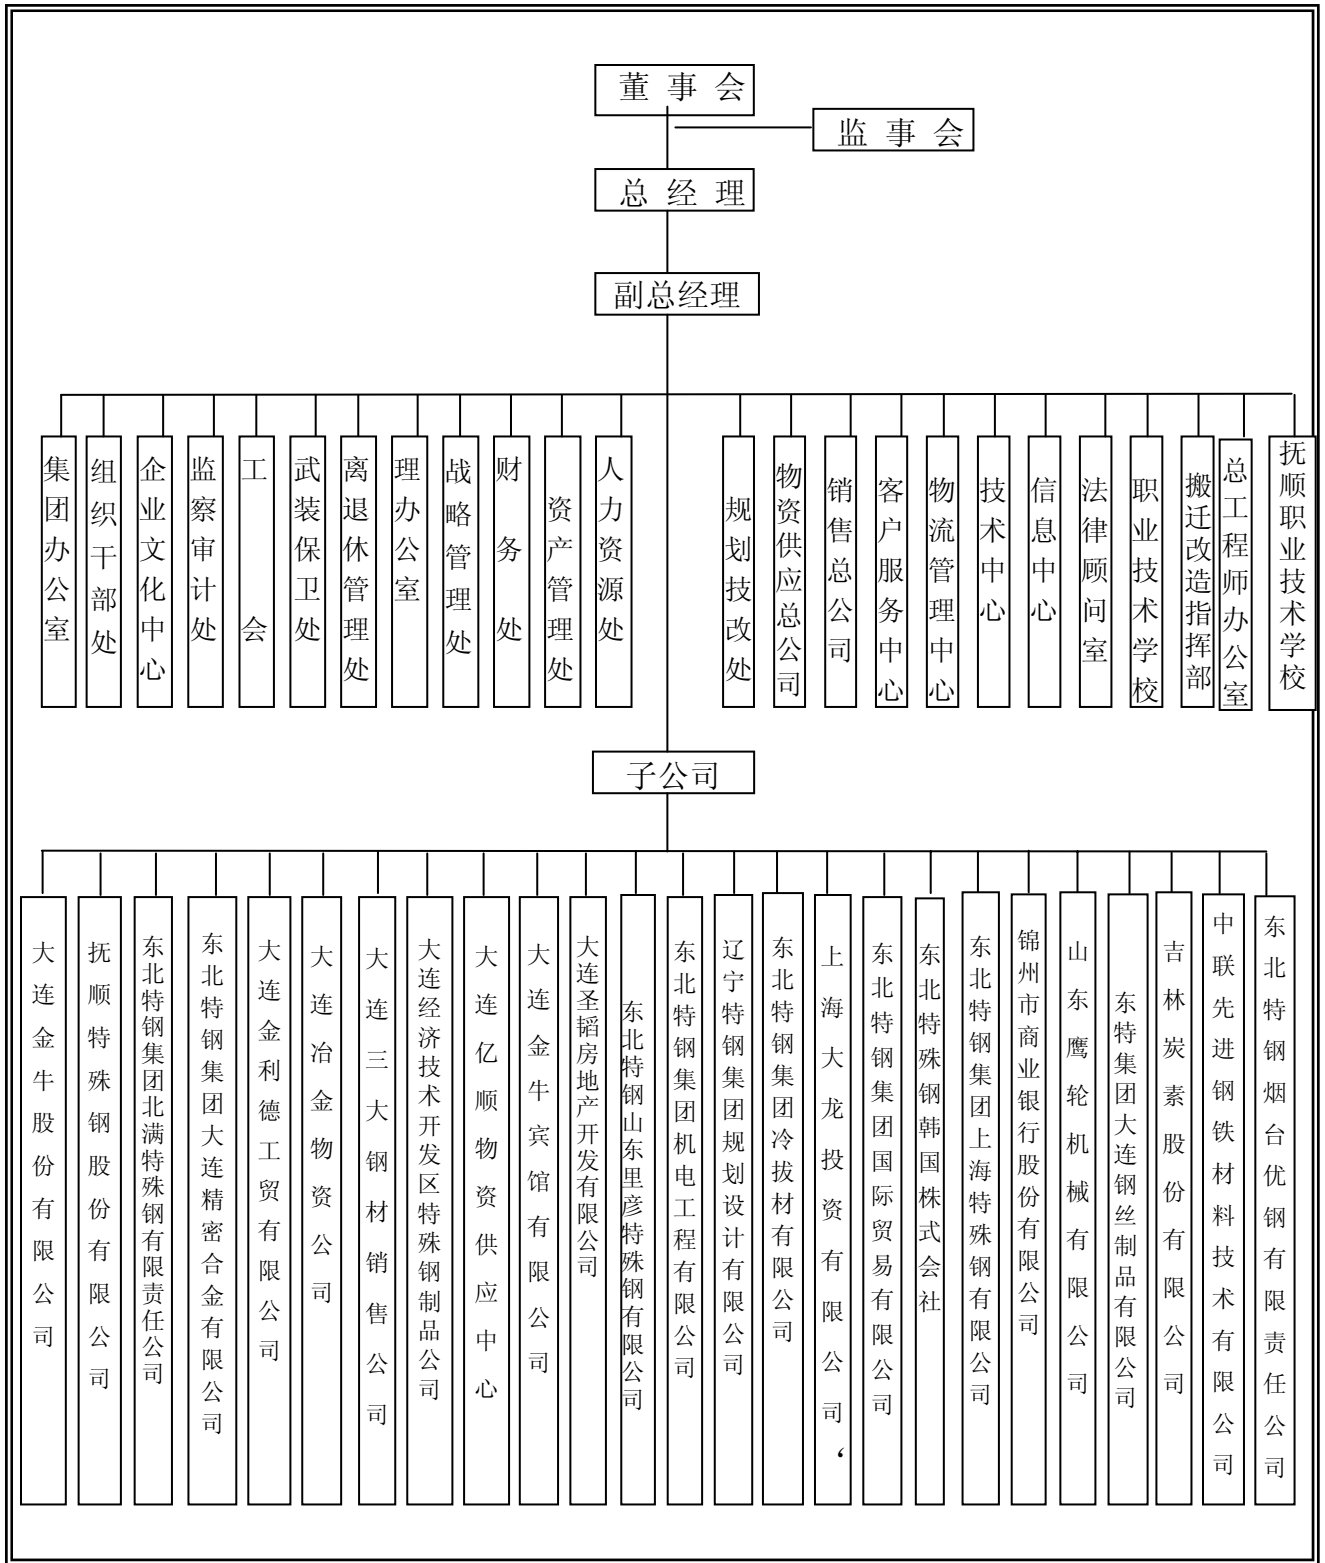 董事会
监事会
总经理
副总经理
集团办公室
组织干部处
企业文化中心
监察审计处
工会
武装保卫处
离退休管理处
理办公室
战略管理处
财务处
资产管理处
人力资源处
规划技改处
物资供应总公司
销售总公司
客户服务中心
物流管理中心
技术中心
信息中心
法律顾问室
职业技术学校
搬迁改造指挥部
总工程师办公室
抚顺职业技术学校
子公司
大连金牛股份有限公司
抚顺特殊钢股份有限公司
东北特钢集团北满特殊钢有限责任公司
东北特钢集团大连精密合金有限公司
大连金利德工贸有限公司
大连冶金物资公司
大连三大钢材销售公司
大连经济技术开发区特殊钢制品公司
大连亿顺物资供应中心
大连金牛宾馆有限公司
大连圣韬房地产开发有限公司
东北特钢山东里彦特殊钢有限公司
东北特钢集团机电工程有限公司
辽宁特钢集团规划设计有限公司
东北特钢集团冷拔材有限公司
上海大龙投资有限公司‘
东北特钢集团国际贸易有限公司
东北特殊钢韩国株式会社
东北特钢集团上海特殊钢有限公司
锦州市商业银行股份有限公司
山东鹰轮机械有限公司
东特集团大连钢丝制品有限公司
吉林炭素股份有限公司
中联先进钢铁材料技术有限公司
东北特钢烟台优钢有限责任公司